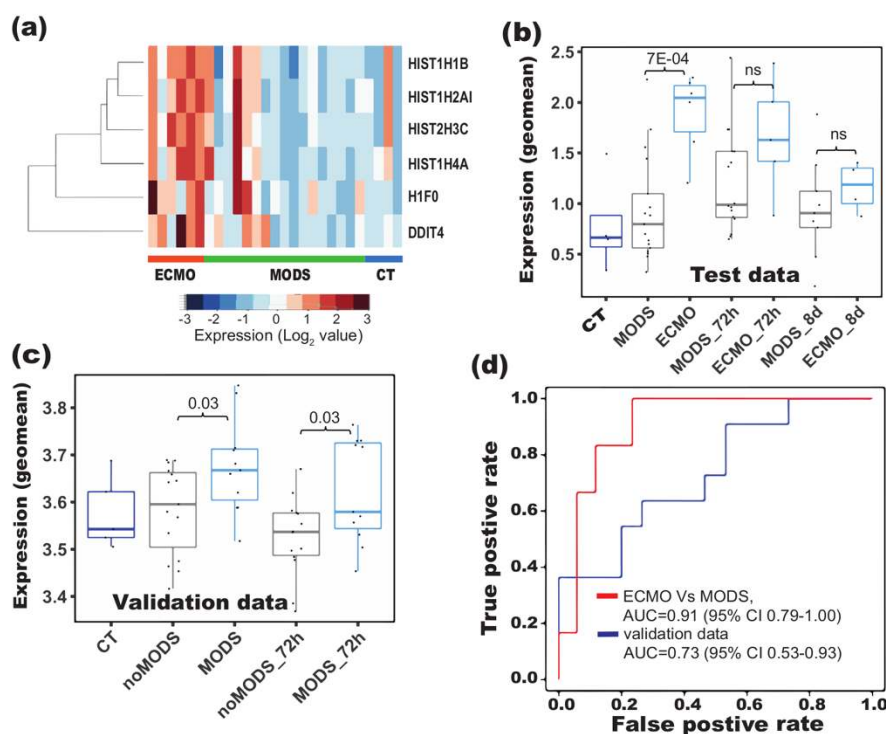 (a)
HIST1H1B
HIST1H2AI
HIST2H3C
HIST1H4A
H1F0
DDIT4
ECMO MODS CT
-3 -2 -1 0 1 2 3
Expression (Log2 value)
(b)
Expression (geomean)
2.5
2.0
1.5
1.0
0.5
7E-04
ns
ns
Test data
CT
MODS
ECMO
MODS_72h
ECMO_72h
MODS_8d
ECMO_8d
(c)
Expression (geomean)
3.8
3.7
3.6
3.5
3.4
0.03
0.03
Validation data
CT
noMODS
MODS
noMODS_72h
MODS_72h
(d)
True postive rate
1.0
0.8
0.6
0.4
0.2
0.0
ECMO Vs MODS,
AUC=0.91 (95% CI 0.79-1.00)
validation data
AUC=0.73 (95% CI 0.53-0.93)
0.0 0.2 0.4 0.6 0.8 1.0
False postive rate